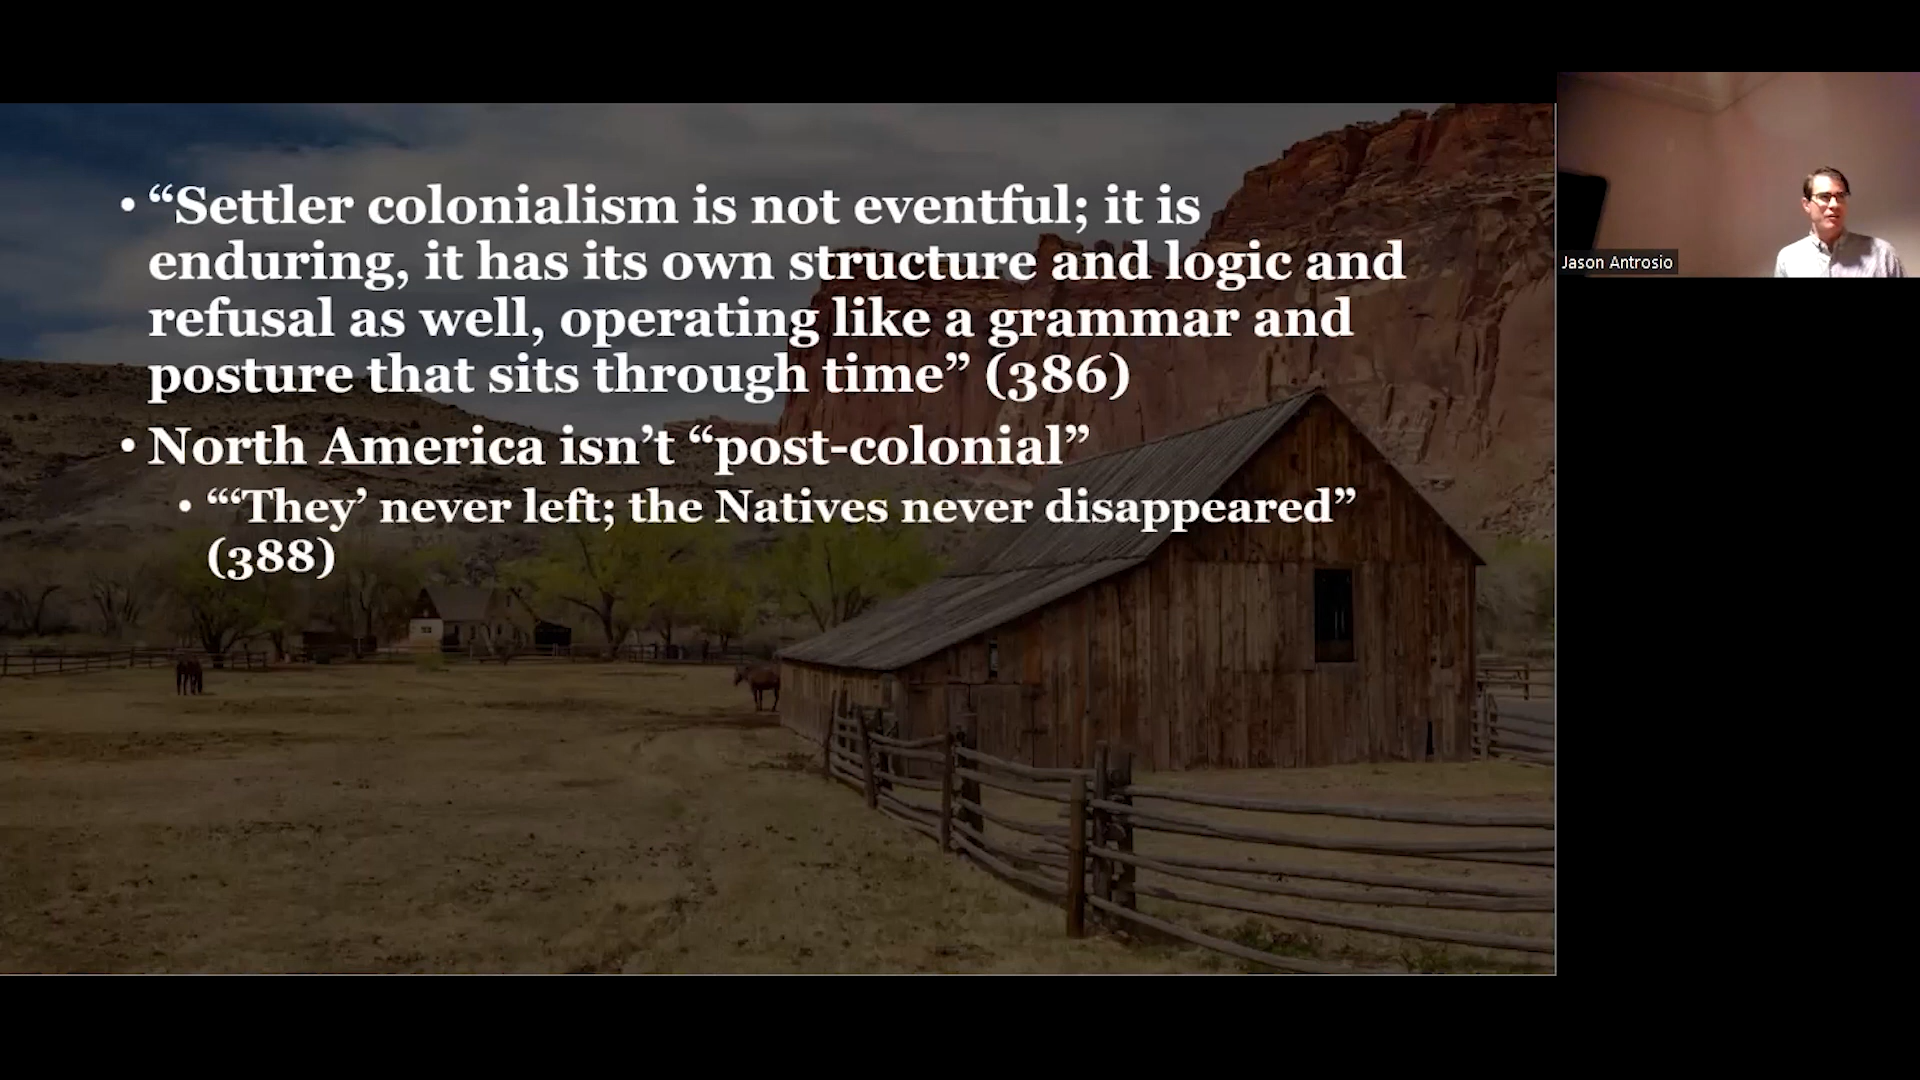 • “Settler colonialism is not eventful; it is
enduring, it has its own structure and logic and
refusal as well, operating like a grammar and
posture that sits through time” (386)
• North America isn’t “post-colonial”
• “‘They’ never left; the Natives never disappeared”
(388)
Jason Antrosio